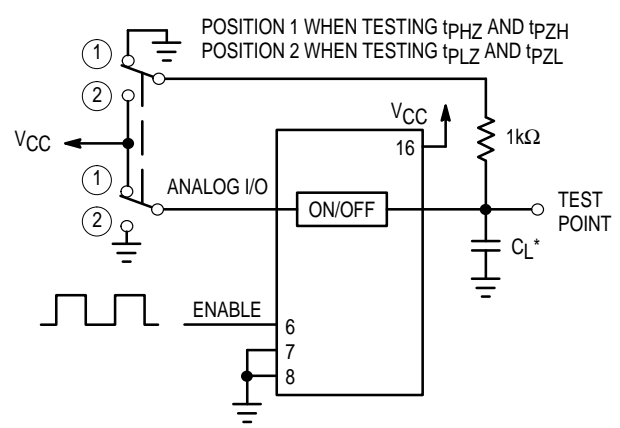 POSITION 1 WHEN TESTING tPHZ AND tPZH
POSITION 2 WHEN TESTING tPLZ AND tPZL
1
2
VCC
VCC
16
1kΩ
1
2
ANALOG I/O
ON/OFF
TEST
POINT
CL*
ENABLE
6
7
8